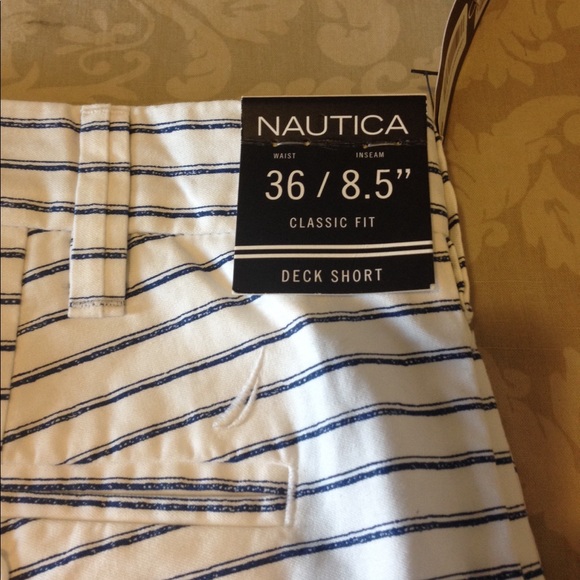 NAUTICA
WAIST INSEAM
36 / 8.5”
CLASSIC FIT
DECK SHORT